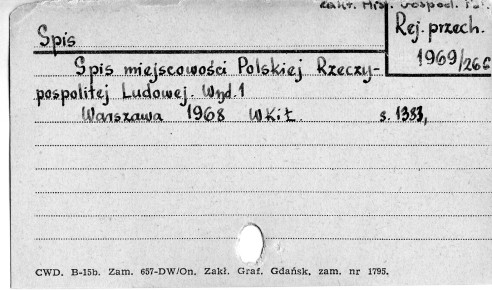 Zakł. Hist. Gospod. Pol.
Rej. przech.
1969/266
Spis
Spis miejscowości Polskiej Rzeczy-
pospolitej Ludowej. Wyd. 1
Warszawa 1968 WKiŁ s. 1383,
CWD. B-15b. Zam. 657-DW/On. Zakł. Graf. Gdańsk, zam. nr 1795.